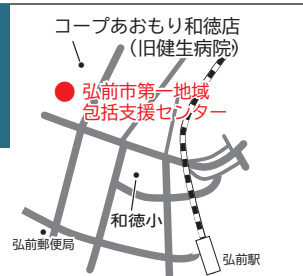 コープあおもり和徳店
(旧健生病院)
弘前市第一地域
包括支援センター
和徳小
弘前郵便局
弘前駅